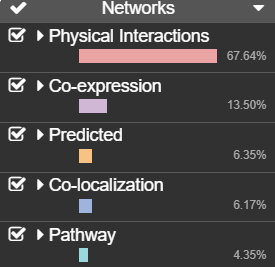 Networks
Physical Interactions
67.64%
Co-expression
13.50%
Predicted
6.35%
Co-localization
6.17%
Pathway
4.35%